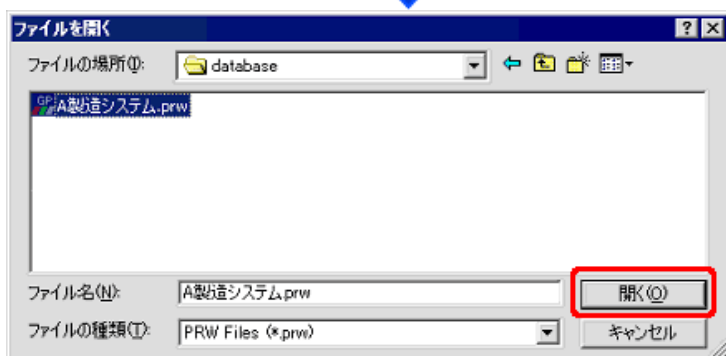 ファイルを開く
ファイルの場所(I):
database
A製造システム.prw
ファイル名(N):
A製造システム.prw
開く(O)
ファイルの種類(T):
PRW Files (*.prw)
キャンセル